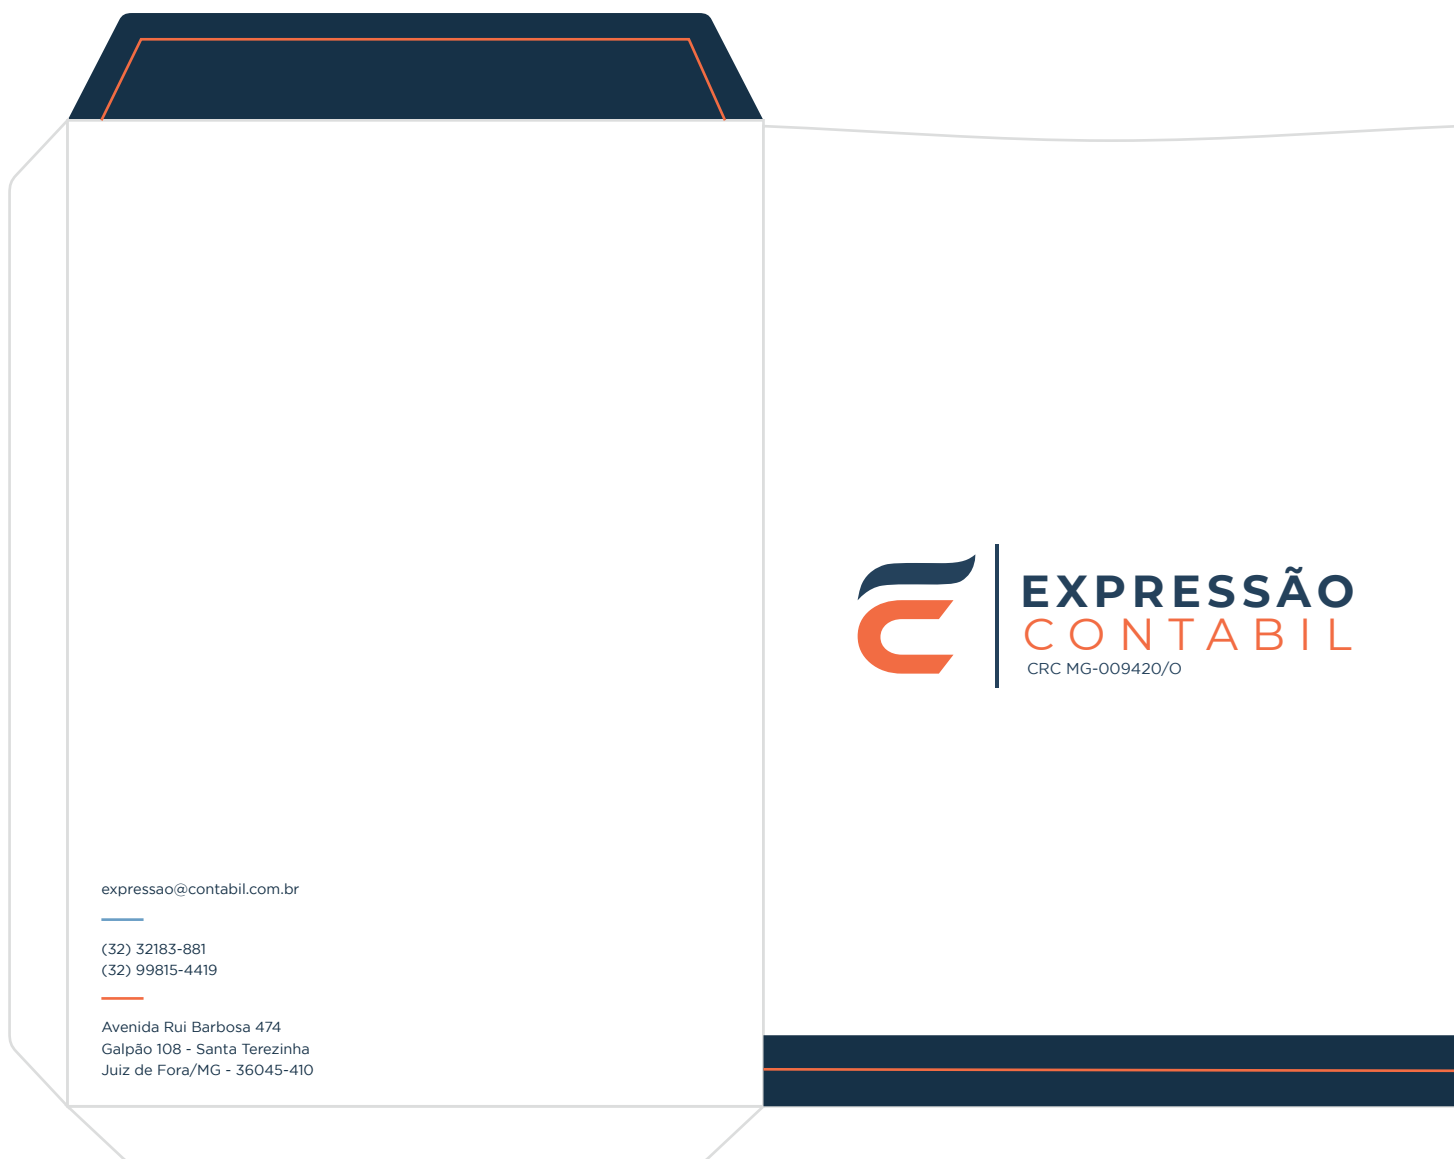 EXPRESSÃO
CONTABIL
CRC MG-009420/O
expressao@contabil.com.br
(32) 32183-881
(32) 99815-4419
Avenida Rui Barbosa 474
Galpão 108 - Santa Terezinha
Juiz de Fora/MG - 36045-410